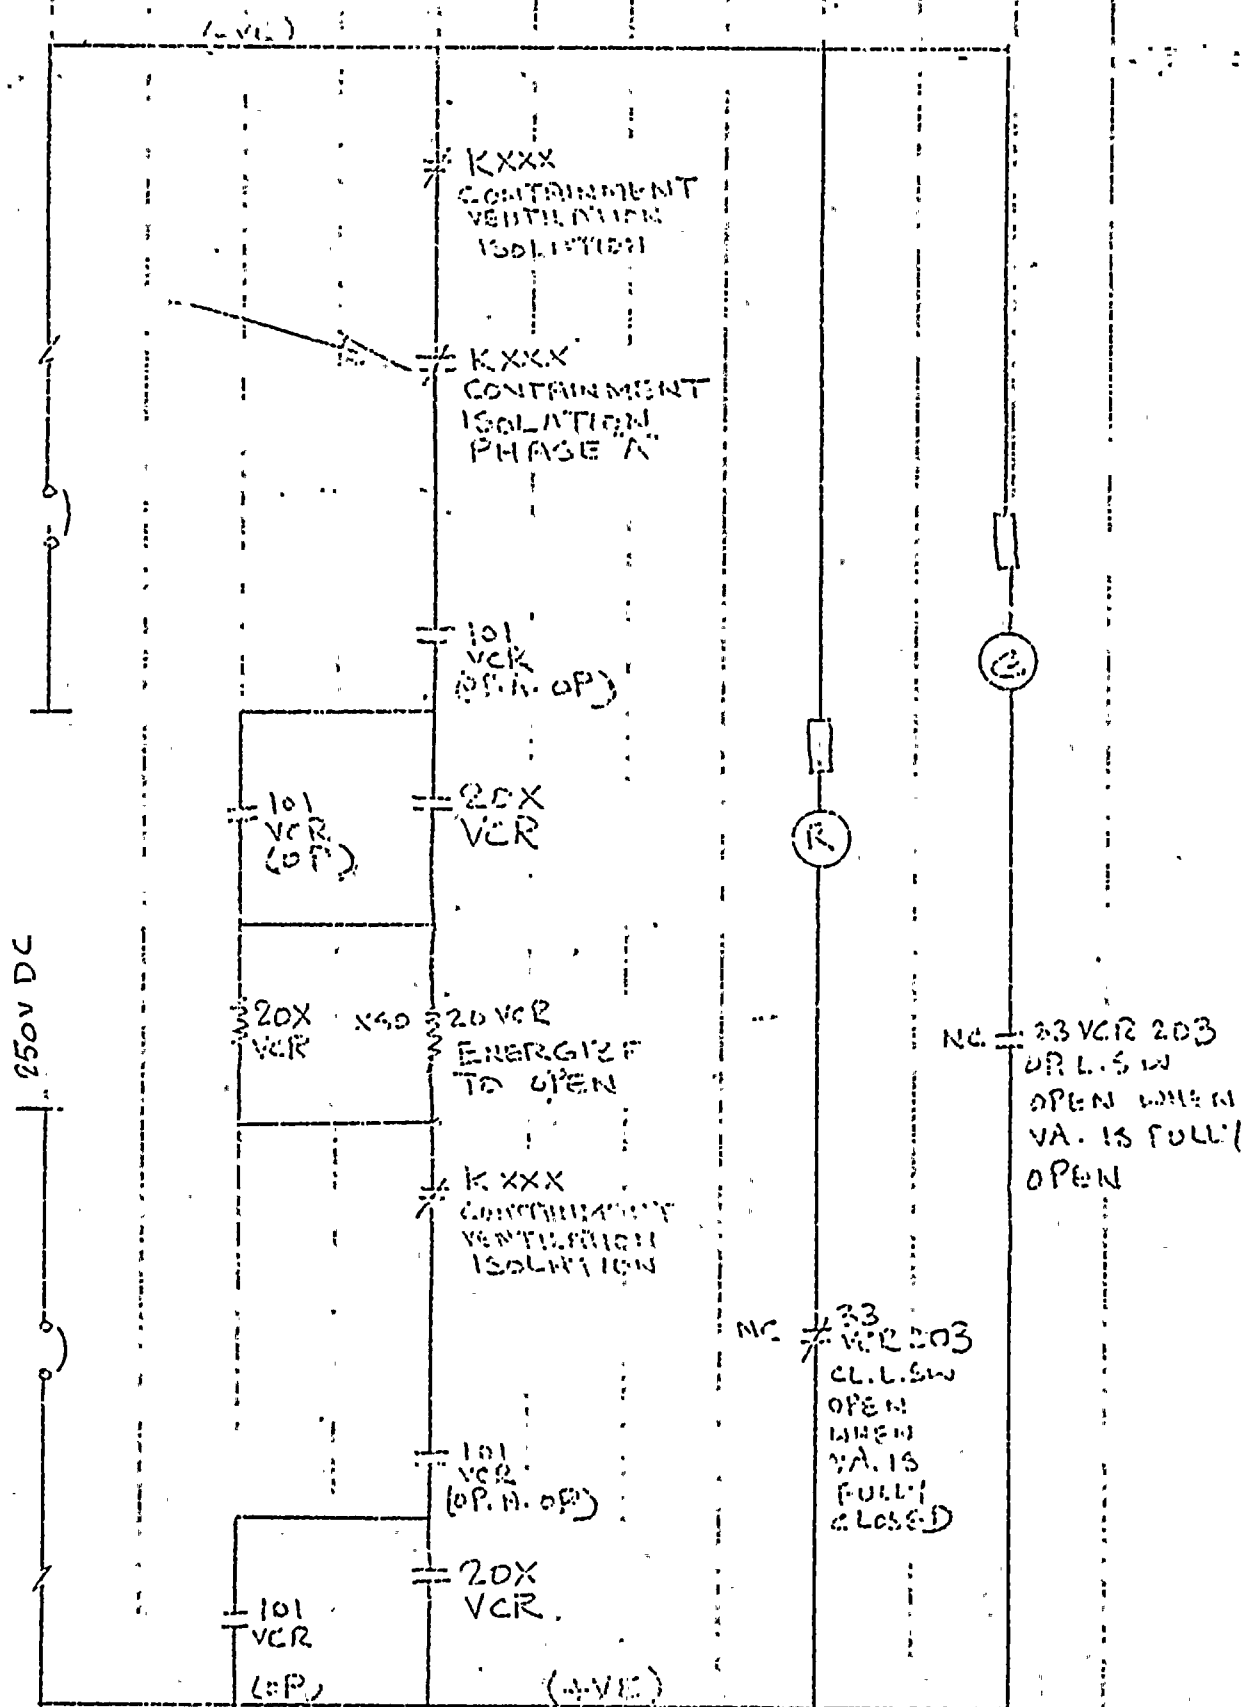 (-VE)
KXXX
CONTAINMENT
VENTILATION
ISOLATION
KXXX
CONTAINMENT
ISOLATION
PHASE "A"
101
VCR
(OP.N.OP)
101
VCR
(OP)
20X
VCR
R
G
250V DC
20X
VCR
20 VCR
ENERGIZE
TO OPEN
NC
33 VCR 203
OP L.SW
OPEN WHEN
VA. IS FULLY
OPEN
K XXX
CONTAINMENT
VENTILATION
ISOLATION
NC
33
VCR 203
CL.L.SW
OPEN
WHEN
VA. IS
FULLY
CLOSED
101
VCR
(OP.N.OP)
20X
VCR.
101
VCR
(OP)
(+VE)